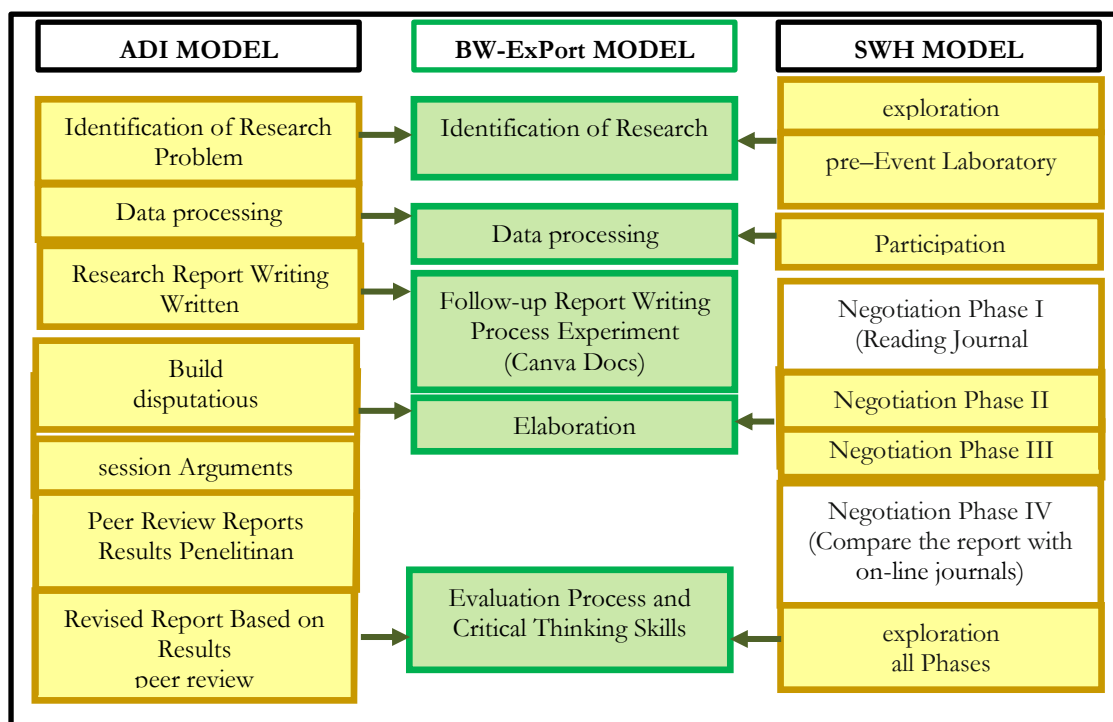 ADI MODEL
Identification of Research
Problem
Data processing
Research Report Writing
Written
Build
disputatious
session Arguments
Peer Review Reports
Results Penelitinan
Revised Report Based on
Results
peer review
BW-ExPort MODEL
Identification of Research
Data processing
Follow-up Report Writing
Process Experiment
(Canva Docs)
Elaboration
Evaluation Process and
Critical Thinking Skills
SWH MODEL
exploration
pre–Event Laboratory
Participation
Negotiation Phase I
(Reading Journal
Negotiation Phase II
Negotiation Phase III
Negotiation Phase IV
(Compare the report with
on-line journals)
exploration
all Phases